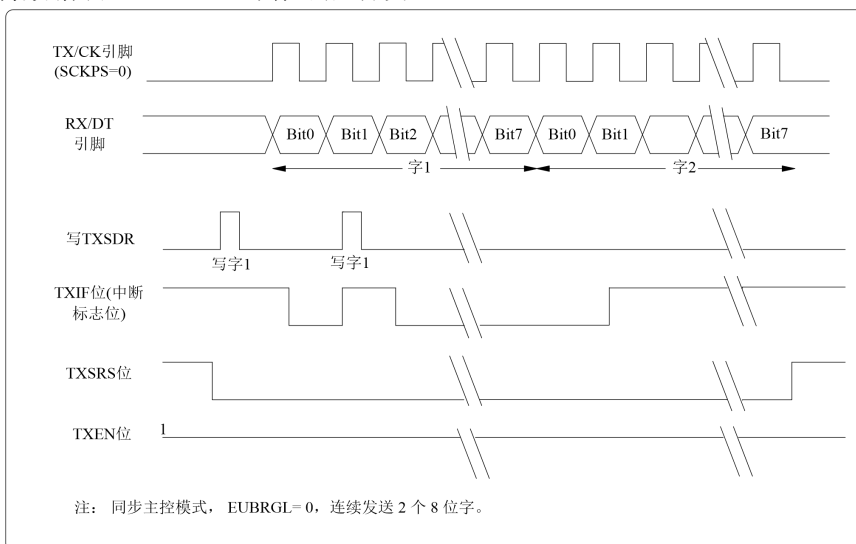 TX/CK引脚
(SCKPS=0)
RX/DT
引脚
Bit0 Bit1 Bit2 Bit7 Bit0 Bit1 Bit7
字1 字2
写TXSDR
写字1 写字1
TXIF位(中断
标志位)
TXSRS位
TXEN位 1
注: 同步主控模式， EUBRGL= 0，连续发送 2 个 8 位字。